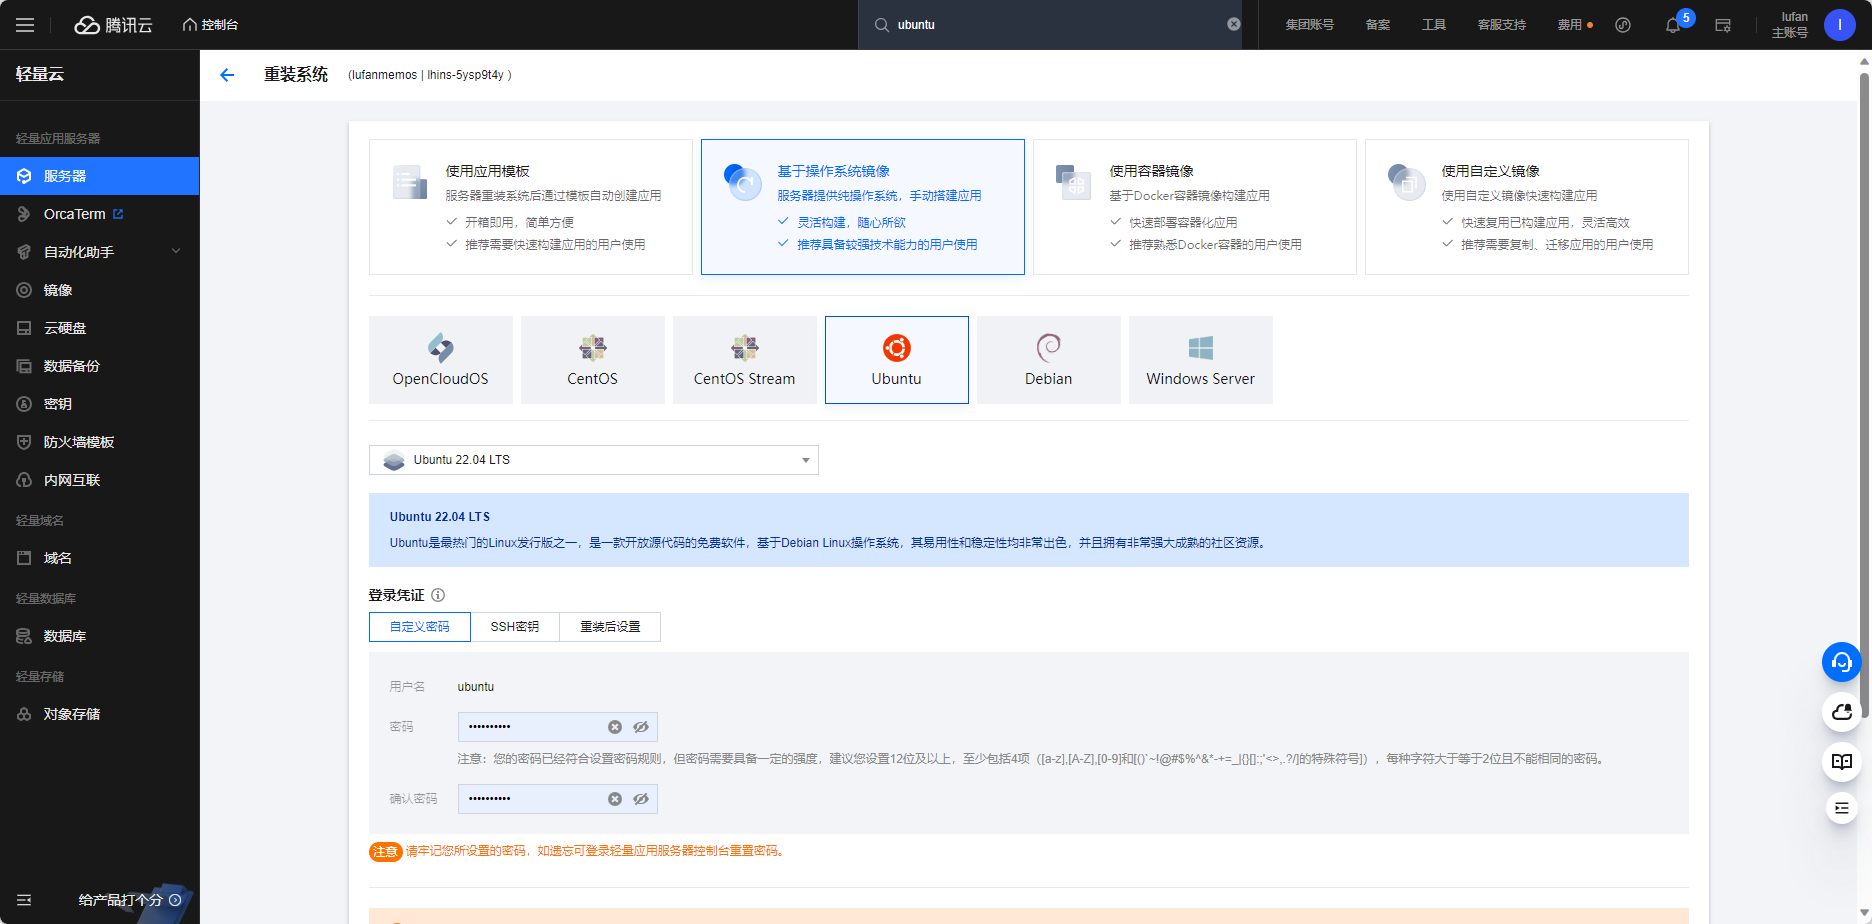 腾讯云
控制台
ubuntu
集团账号
备案
工具
客服支持
费用
5
lufan
主账号
l
轻量云
重装系统
(lufanmemos | lhins-5ysp9t4y )
轻量应用服务器
服务器
OrcaTerm
自动化助手
镜像
云硬盘
数据备份
密钥
防火墙模板
内网互联
轻量域名
域名
轻量数据库
数据库
轻量存储
对象存储
给产品打个分
使用应用模板
服务器重装系统后通过模板自动创建应用
开箱即用，简单方便
推荐需要快速构建应用的用户使用
基于操作系统镜像
服务器提供纯操作系统，手动搭建应用
灵活构建，随心所欲
推荐具备较强技术能力的用户使用
使用容器镜像
基于Docker容器镜像构建应用
快速部署容器化应用
推荐熟悉Docker容器的用户使用
使用自定义镜像
使用自定义镜像快速构建应用
快速复用已构建应用，灵活高效
推荐需要复制、迁移应用的用户使用
OpenCloudOS
CentOS
CentOS Stream
Ubuntu
Debian
Windows Server
Ubuntu 22.04 LTS
Ubuntu 22.04 LTS
Ubuntu是最热门的Linux发行版之一，是一款开放源代码的免费软件，基于Debian Linux操作系统，其易用性和稳定性均非常出色，并且拥有非常强大成熟的社区资源。
登录凭证
自定义密码
SSH密钥
重装后设置
用户名
ubuntu
密码
••••••••••
注意：您的密码已经符合设置密码规则，但密码需要具备一定的强度，建议您设置12位及以上，至少包括4项（[a-z],[A-Z],[0-9]和[()`~!@#$%^&*-+=_|{}[]:;'<>,.?/]的特殊符号]），每种字符大于等于2位且不能相同的密码。
确认密码
••••••••••
注意 请牢记您所设置的密码，如遗忘可登录轻量应用服务器控制台重置密码。